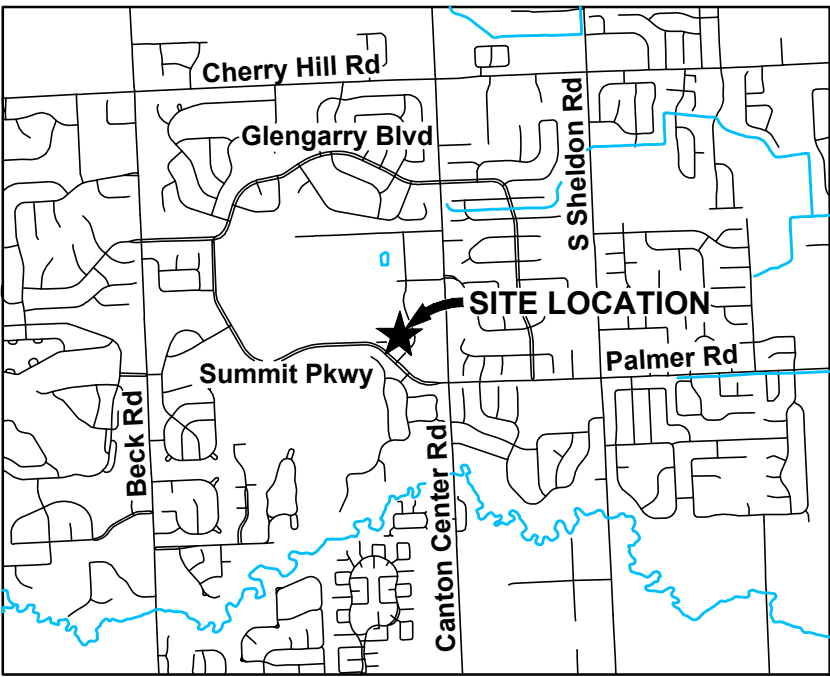 Cherry Hill Rd
Glengarry Blvd
S Sheldon Rd
SITE LOCATION
Palmer Rd
Summit Pkwy
Beck Rd
Canton Center Rd